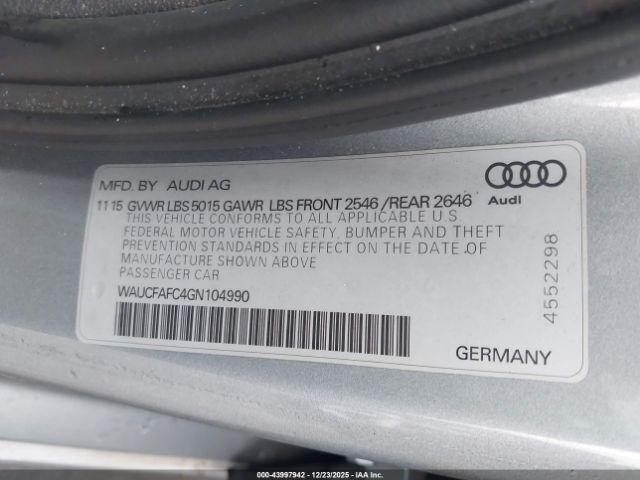 MFD. BY AUDI AG
Audi
11 15 GVWR LBS 5015 GAWR LBS FRONT 2546 /REAR 2646
THIS VEHICLE CONFORMS TO ALL APPLICABLE U.S.
FEDERAL MOTOR VEHICLE SAFETY, BUMPER AND THEFT
PREVENTION STANDARDS IN EFFECT ON THE DATE OF
MANUFACTURE SHOWN ABOVE
PASSENGER CAR
WAUCFAFC4GN104990
4552298
GERMANY
000-43997942 - 12/23/2025 - IAAI.COM